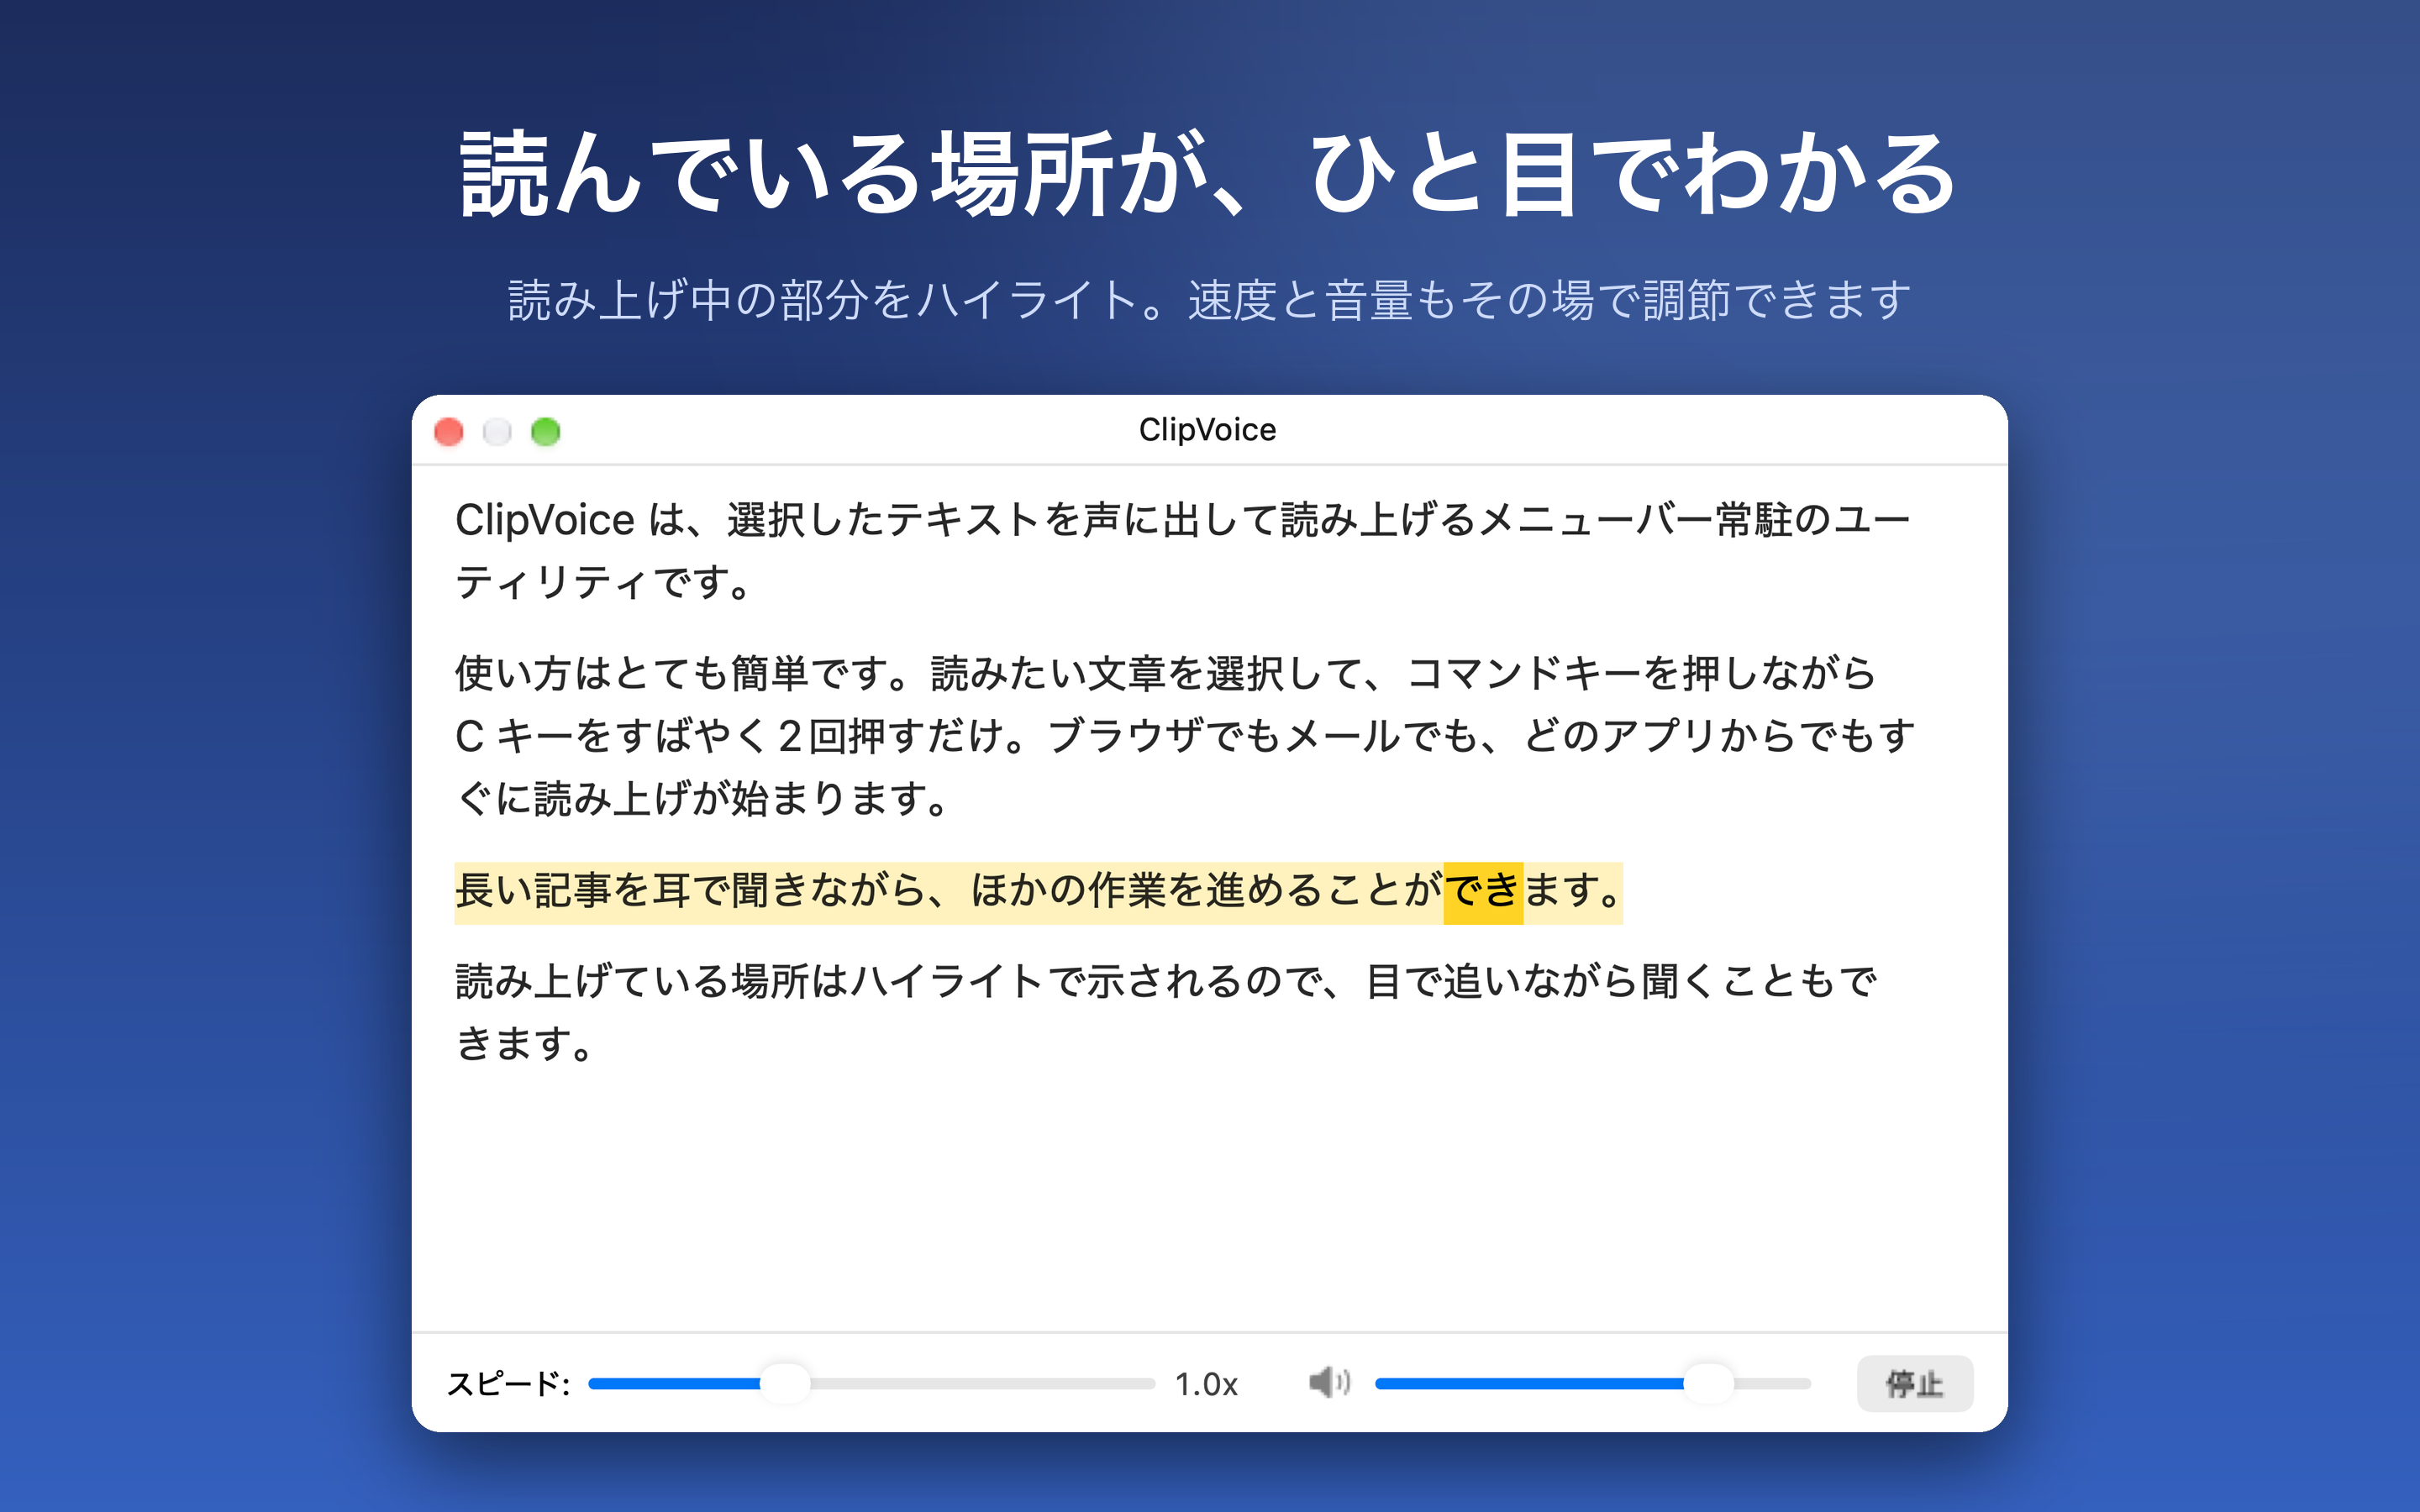 読んでいる場所が、ひと目でわかる
読み上げ中の部分をハイライト。速度と音量もその場で調節できます
ClipVoice
ClipVoice は、選択したテキストを声に出して読み上げるメニューバー常駐のユー
ティリティです。
使い方はとても簡単です。読みたい文章を選択して、コマンドキーを押しながら
C キーをすばやく２回押すだけ。ブラウザでもメールでも、どのアプリからでもす
ぐに読み上げが始まります。
長い記事を耳で聞きながら、ほかの作業を進めることができます。
読み上げている場所はハイライトで示されるので、目で追いながら聞くこともで
きます。
スピード: 1.0x 停止